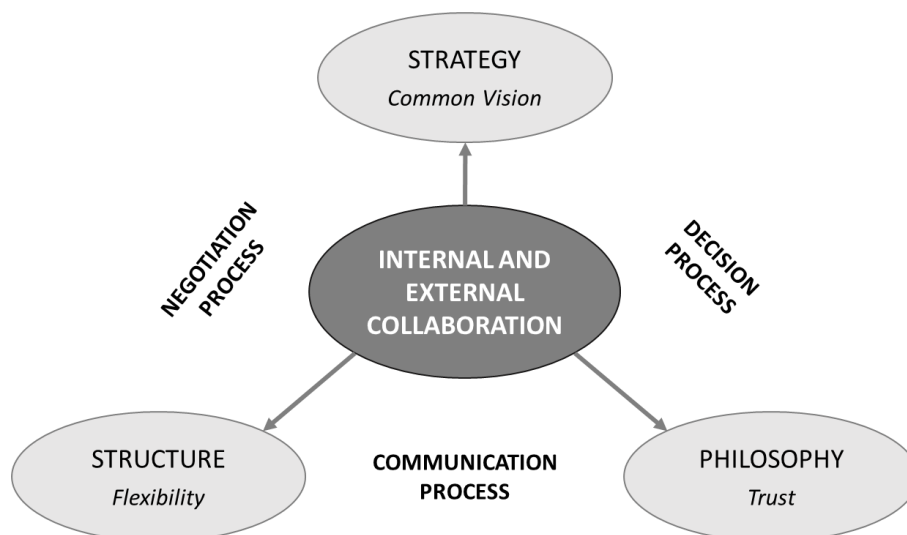 STRATEGY
Common Vision
NEGOTIATION
PROCESS
DECISION
PROCESS
INTERNAL AND
EXTERNAL
COLLABORATION
STRUCTURE
Flexibility
COMMUNICATION
PROCESS
PHILOSOPHY
Trust